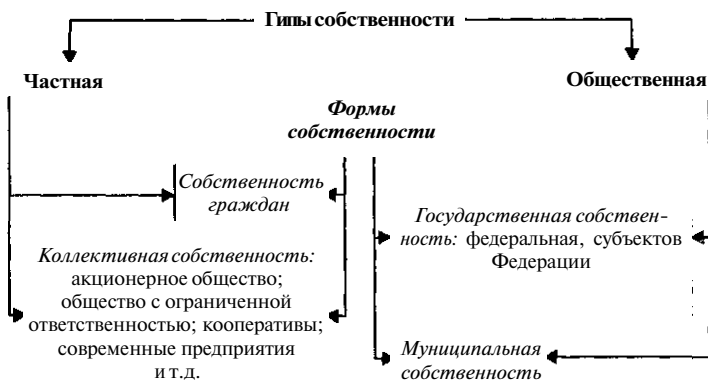 Гипы собственности
Частная
Общественная
Формы
собственности
Собственность
граждан
Государственная собствен-
ность: федеральная, субъектов
Федерации
Коллективная собственность:
акционерное общество;
общество с ограниченной
ответственностью; кооперативы;
современные предприятия
и т.д.
Муниципальная
собственность